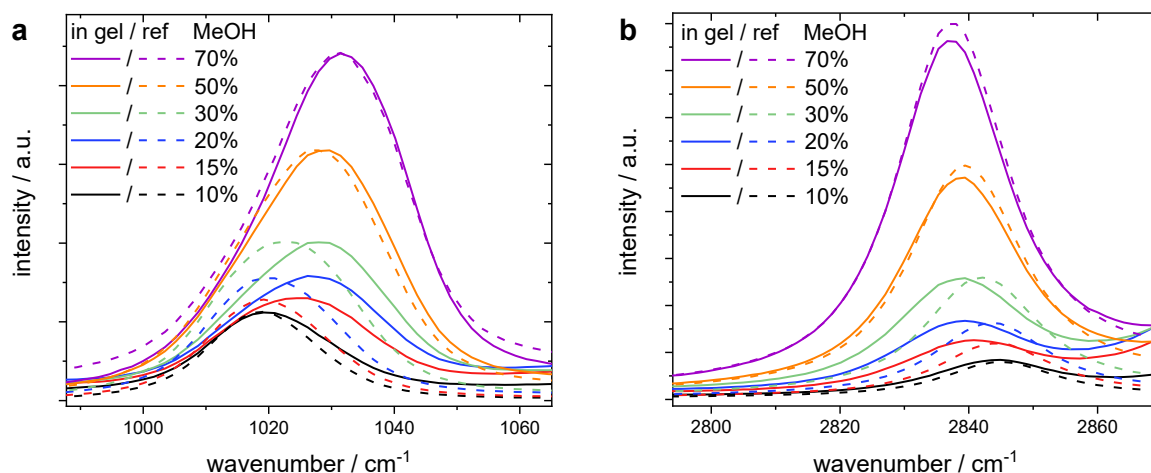 a
in gel / ref MeOH
/ 70%
/ 50%
/ 30%
/ 20%
/ 15%
/ 10%
intensity / a.u.
1000 1020 1040 1060
wavenumber / cm⁻¹
b
in gel / ref MeOH
/ 70%
/ 50%
/ 30%
/ 20%
/ 15%
/ 10%
intensity / a.u.
2800 2820 2840 2860
wavenumber / cm⁻¹